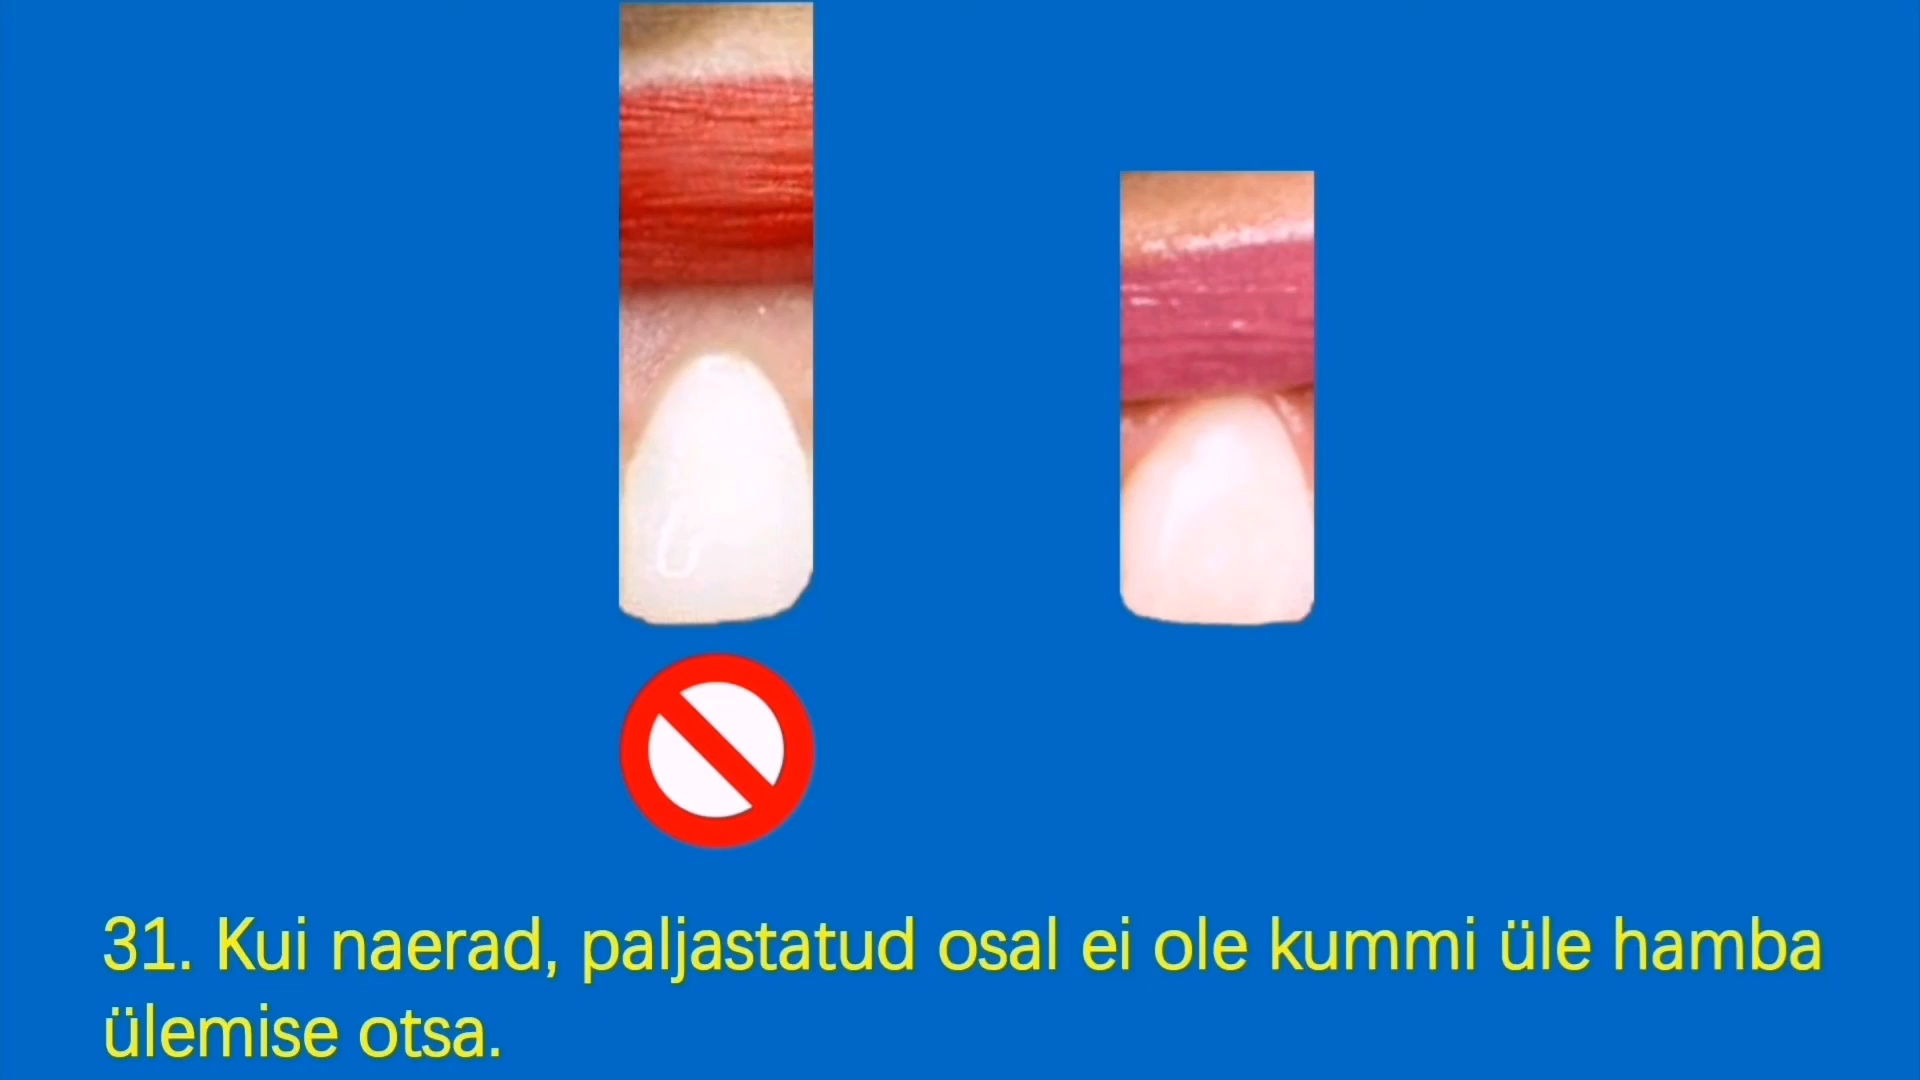 31. Kui naerad, paljastatud osal ei ole kummi üle hamba
ülemise otsa.